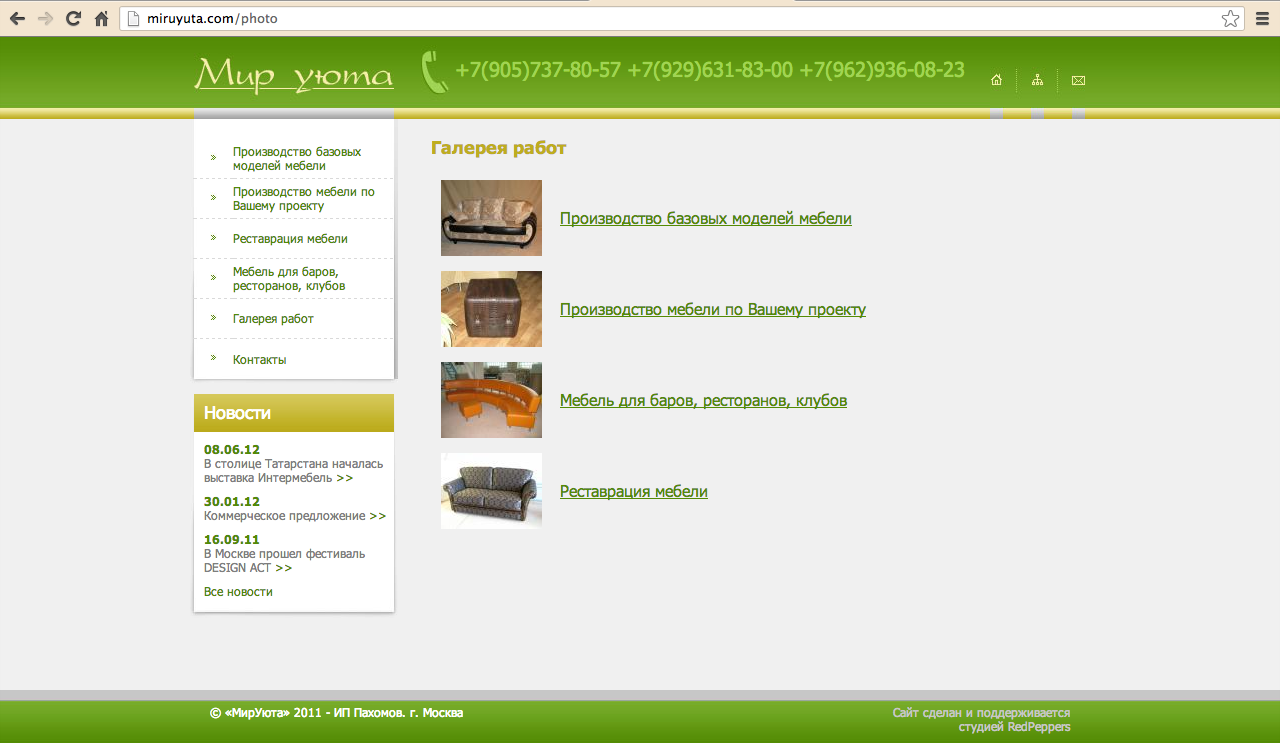 miruyuta.com/photo
Мир уюта
+7(905)737-80-57 +7(929)631-83-00 +7(962)936-08-23
Производство базовых
моделей мебели
Производство мебели по
Вашему проекту
Реставрация мебели
Мебель для баров,
ресторанов, клубов
Галерея работ
Контакты
Новости
08.06.12
В столице Татарстана началась
выставка Интермебель >>
30.01.12
Коммерческое предложение >>
16.09.11
В Москве прошел фестиваль
DESIGN ACT >>
Все новости
Галерея работ
Производство базовых моделей мебели
Производство мебели по Вашему проекту
Мебель для баров, ресторанов, клубов
Реставрация мебели
© «МирУюта» 2011 - ИП Пахомов. г. Москва
Сайт сделан и поддерживается
студией RedPeppers